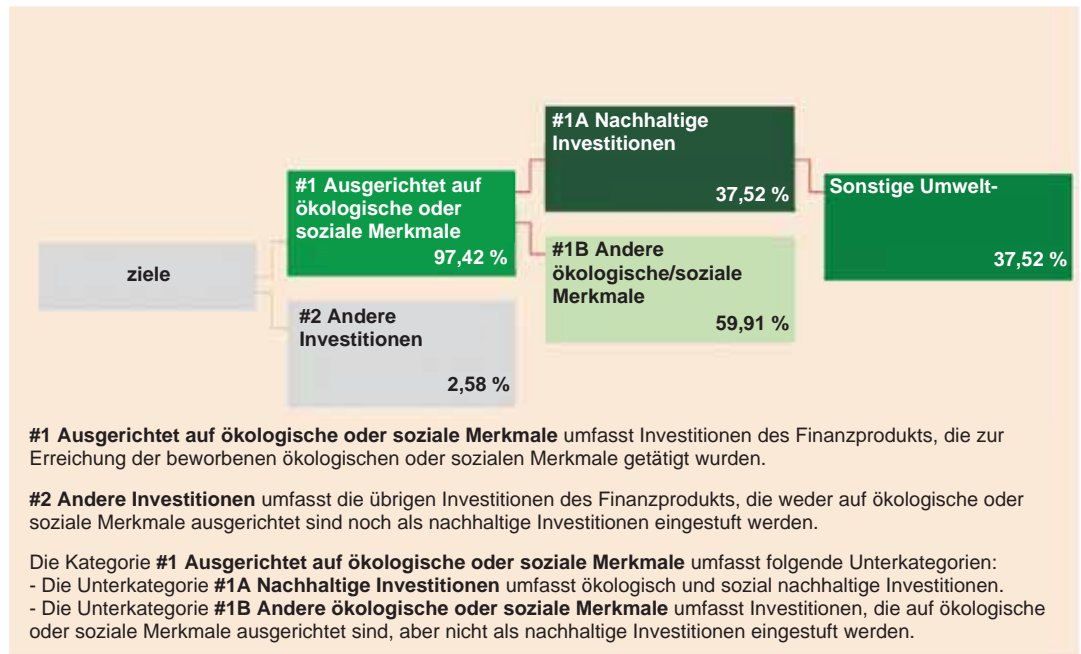 ziele
#1 Ausgerichtet auf
ökologische oder
soziale Merkmale
97,42 %
#2 Andere
Investitionen
2,58 %
#1A Nachhaltige
Investitionen
37,52 %
#1B Andere
ökologische/soziale
Merkmale
59,91 %
Sonstige Umwelt-
37,52 %
#1 Ausgerichtet auf ökologische oder soziale Merkmale umfasst Investitionen des Finanzprodukts, die zur
Erreichung der beworbenen ökologischen oder sozialen Merkmale getätigt wurden.
#2 Andere Investitionen umfasst die übrigen Investitionen des Finanzprodukts, die weder auf ökologische oder
soziale Merkmale ausgerichtet sind noch als nachhaltige Investitionen eingestuft werden.
Die Kategorie #1 Ausgerichtet auf ökologische oder soziale Merkmale umfasst folgende Unterkategorien:
- Die Unterkategorie #1A Nachhaltige Investitionen umfasst ökologisch und sozial nachhaltige Investitionen.
- Die Unterkategorie #1B Andere ökologische oder soziale Merkmale umfasst Investitionen, die auf ökologische
oder soziale Merkmale ausgerichtet sind, aber nicht als nachhaltige Investitionen eingestuft werden.